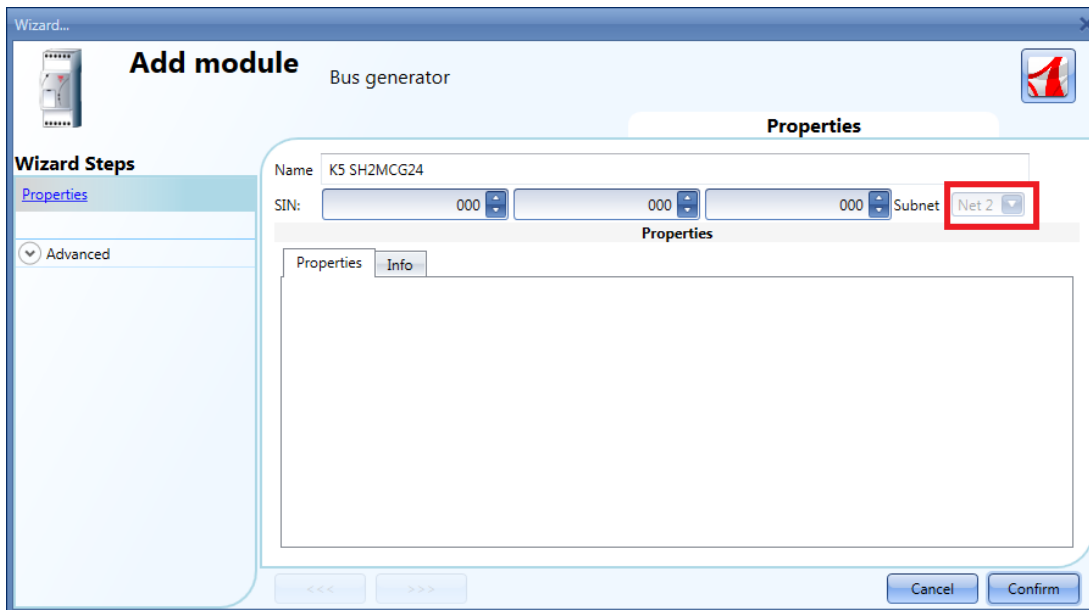 Wizard...
Add module
Bus generator
Properties
Wizard Steps
Properties
Advanced
Name K5 SH2MCG24
SIN: 000 000 000 Subnet Net 2
Properties
Properties Info
<<< >>> Cancel Confirm